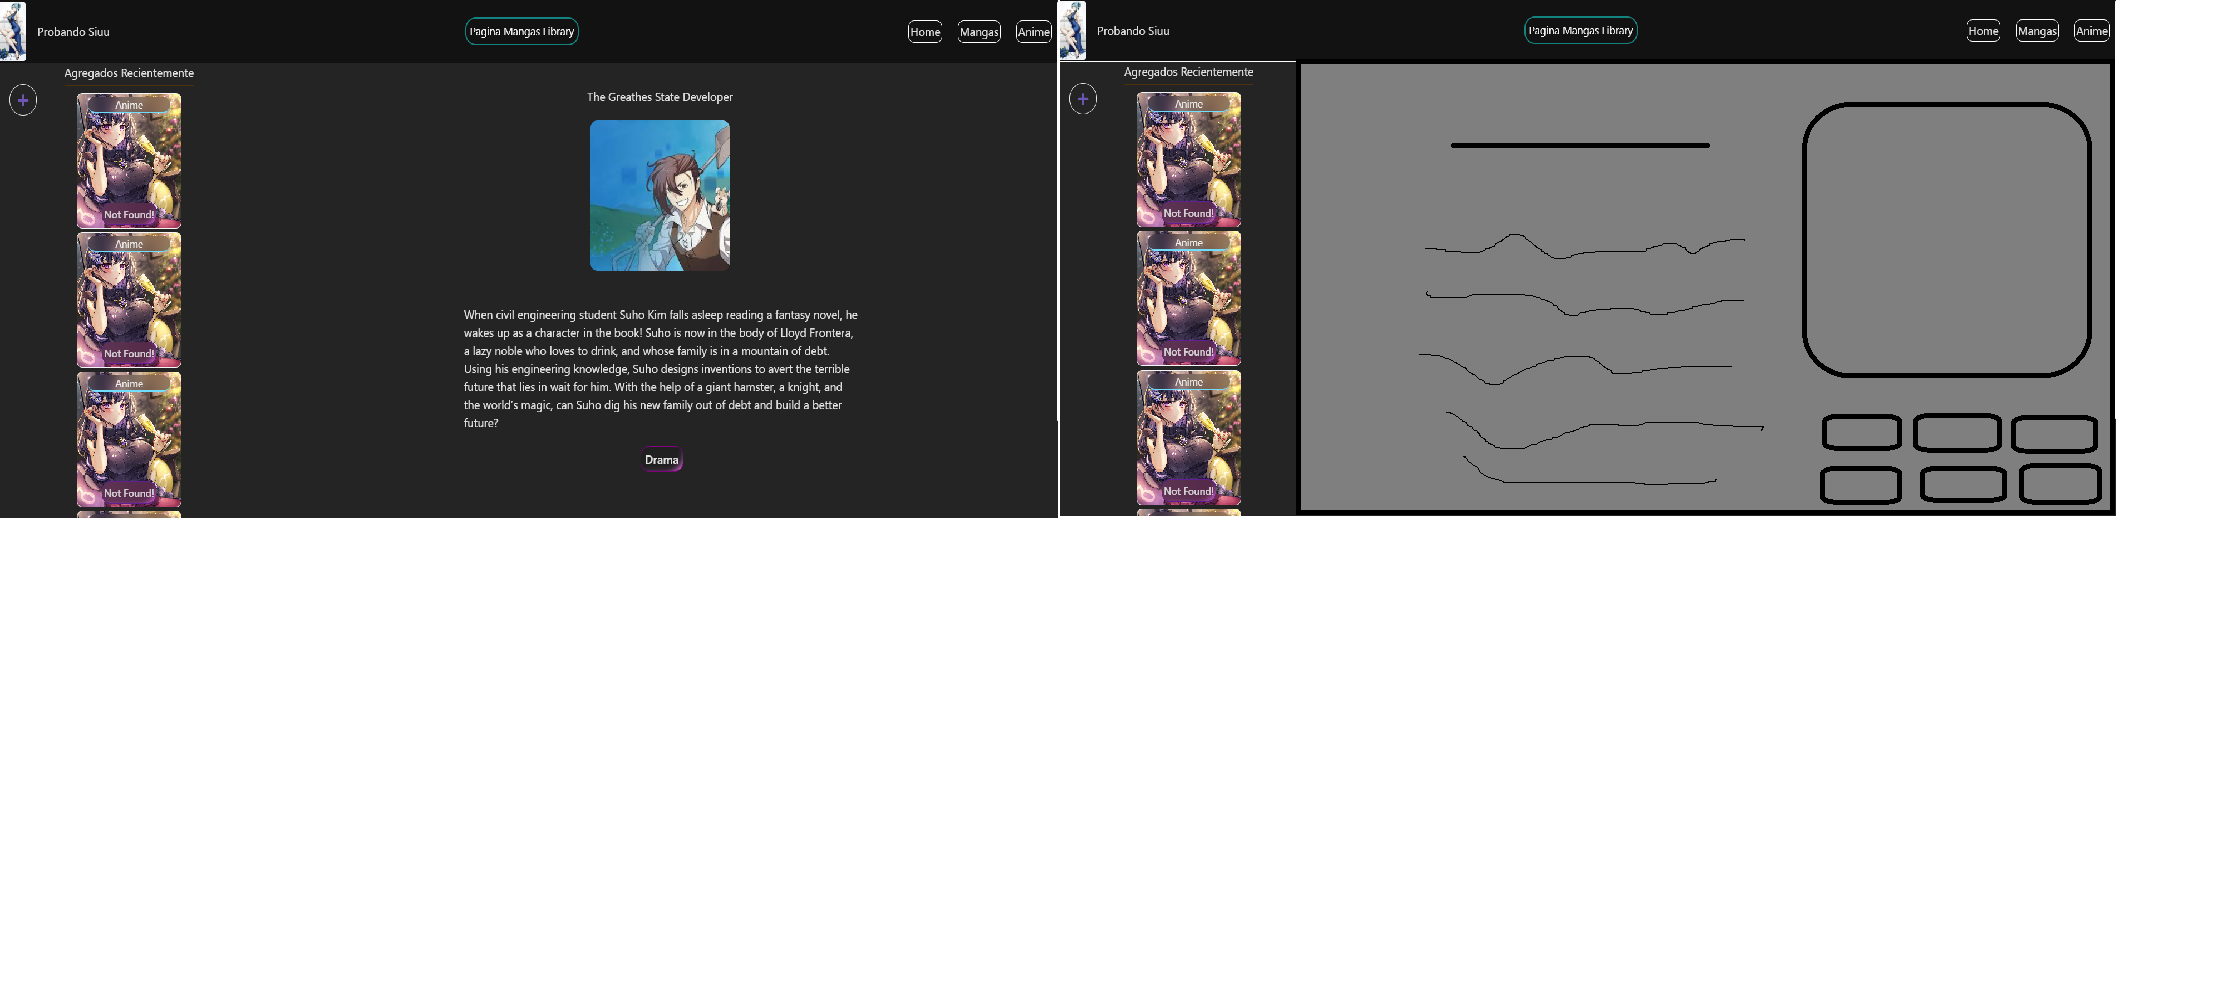 Probando Siuu
Pagina Mangas Library
Home
Mangas
Anime
Agregados Recientemente
+
Anime
Not Found!
Anime
Not Found!
Anime
Not Found!
The Greathes State Developer
When civil engineering student Suho Kim falls asleep reading a fantasy novel, he
wakes up as a character in the book! Suho is now in the body of Lloyd Frontera,
a lazy noble who loves to drink, and whose family is in a mountain of debt.
Using his engineering knowledge, Suho designs inventions to avert the terrible
future that lies in wait for him. With the help of a giant hamster, a knight, and
the world's magic, can Suho dig his new family out of debt and build a better
future?
Drama
Probando Siuu
Pagina Mangas Library
Home
Mangas
Anime
Agregados Recientemente
+
Anime
Not Found!
Anime
Not Found!
Anime
Not Found!